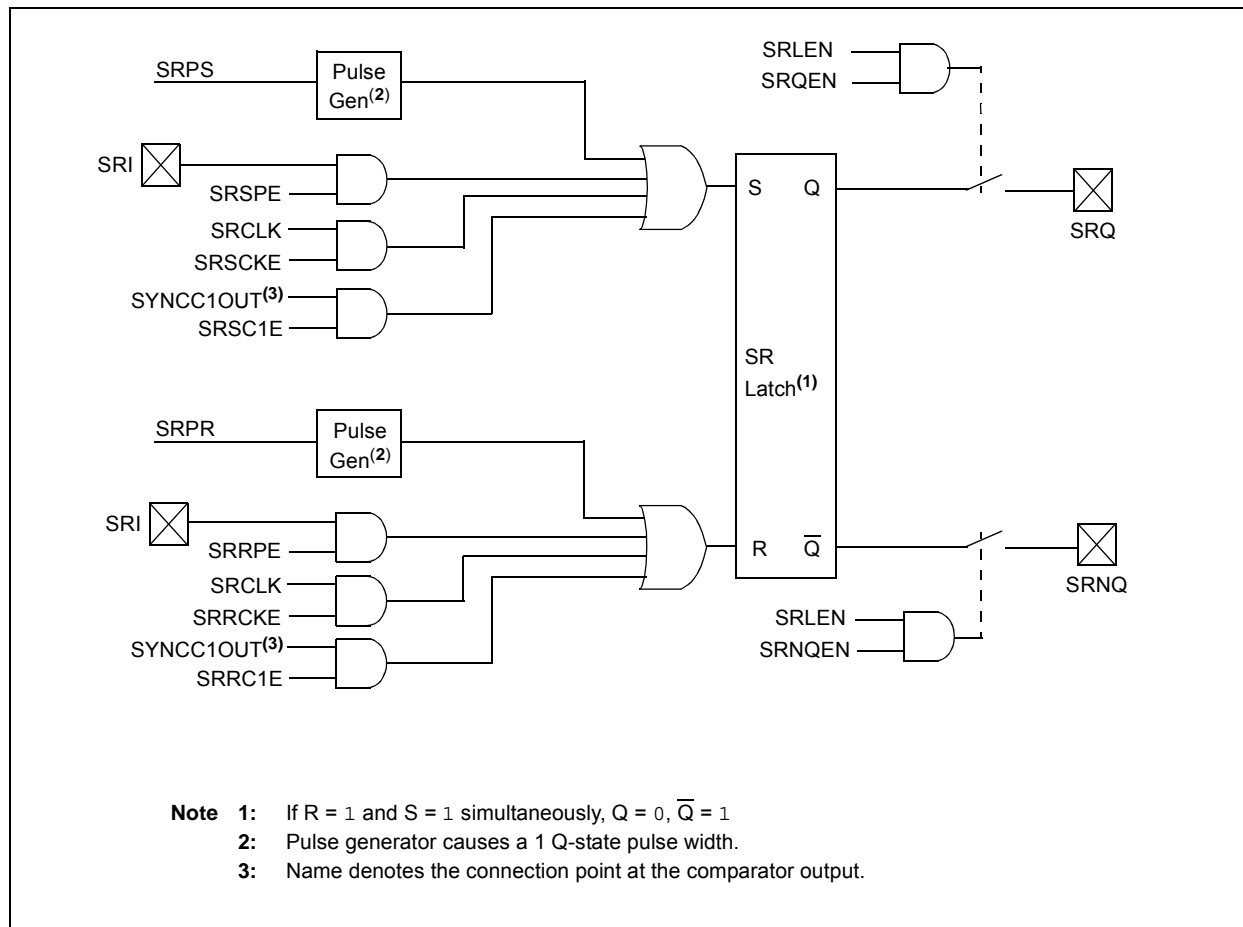 SRPS
Pulse
Gen(2)
SRLEN
SRQEN
SRI
SRSPE
SRCLK
SRSCKE
SYNCC1OUT(3)
SRSC1E
S Q
SRQ
SR
Latch(1)
SRPR
Pulse
Gen(2)
SRI
SRRPE
SRCLK
SRRCKE
SYNCC1OUT(3)
SRRC1E
R Q̅
SRNQ
SRLEN
SRNQEN
Note 1: If R = 1 and S = 1 simultaneously, Q = 0, Q̅ = 1
2: Pulse generator causes a 1 Q-state pulse width.
3: Name denotes the connection point at the comparator output.